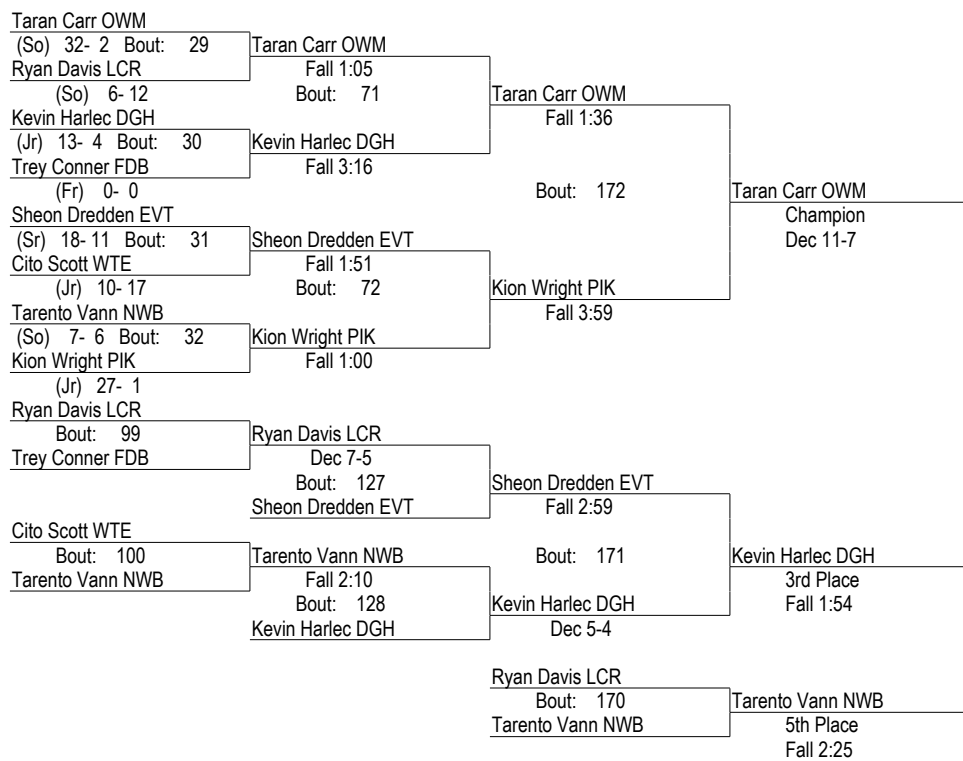 Taran Carr OWM
(So) 32- 2 Bout: 29 Taran Carr OWM
Ryan Davis LCR Fall 1:05
(So) 6- 12 Bout: 71 Taran Carr OWM
Kevin Harlec DGH Fall 1:36
(Jr) 13- 4 Bout: 30 Kevin Harlec DGH
Trey Conner FDB Fall 3:16
(Fr) 0- 0 Bout: 172 Taran Carr OWM
Sheon Dredden EVT Champion
(Sr) 18- 11 Bout: 31 Sheon Dredden EVT Dec 11-7
Cito Scott WTE Fall 1:51
(Jr) 10- 17 Bout: 72 Kion Wright PIK
Tarento Vann NWB Fall 3:59
(So) 7- 6 Bout: 32 Kion Wright PIK
Kion Wright PIK Fall 1:00
(Jr) 27- 1
Ryan Davis LCR
Bout: 99 Ryan Davis LCR
Trey Conner FDB Dec 7-5
Bout: 127 Sheon Dredden EVT
Sheon Dredden EVT Fall 2:59
Cito Scott WTE
Bout: 100 Tarento Vann NWB Bout: 171 Kevin Harlec DGH
Tarento Vann NWB Fall 2:10 3rd Place
Bout: 128 Kevin Harlec DGH Fall 1:54
Kevin Harlec DGH Dec 5-4
Ryan Davis LCR
Bout: 170 Tarento Vann NWB
Tarento Vann NWB 5th Place
Fall 2:25